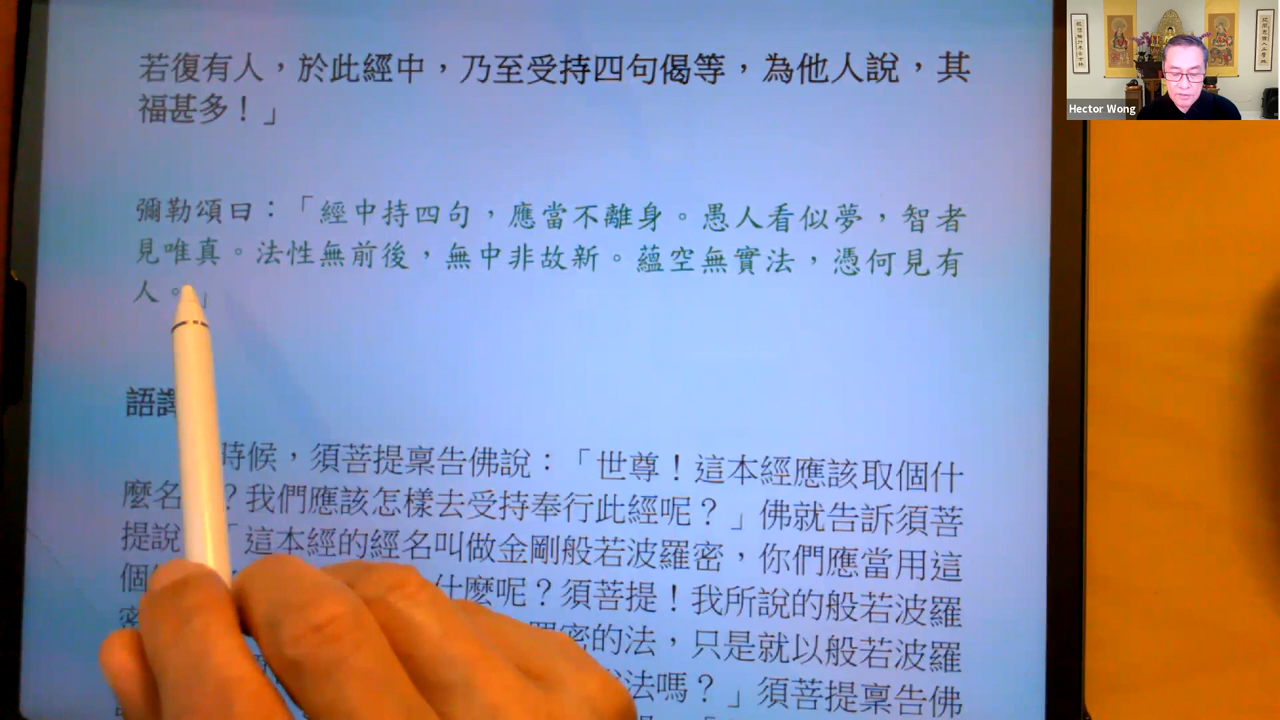 若復有人，於此經中，乃至受持四句偈等，為他人說，其
福甚多！」
彌勒頌曰：「經中持四句，應當不離身。愚人看似夢，智者
見唯真。法性無前後，無中非故新。蘊空無實法，憑何見有
人。」
語譯
時候，須菩提稟告佛說：「世尊！這本經應該取個什
麼名？我們應該怎樣去受持奉行此經呢？」佛就告訴須菩
提說「這本經的經名叫做金剛般若波羅密，你們應當用這
個什麼呢？須菩提！我所說的般若波羅
密的法，只是就以般若波羅
法嗎？」須菩提稟告佛
Hector Wong